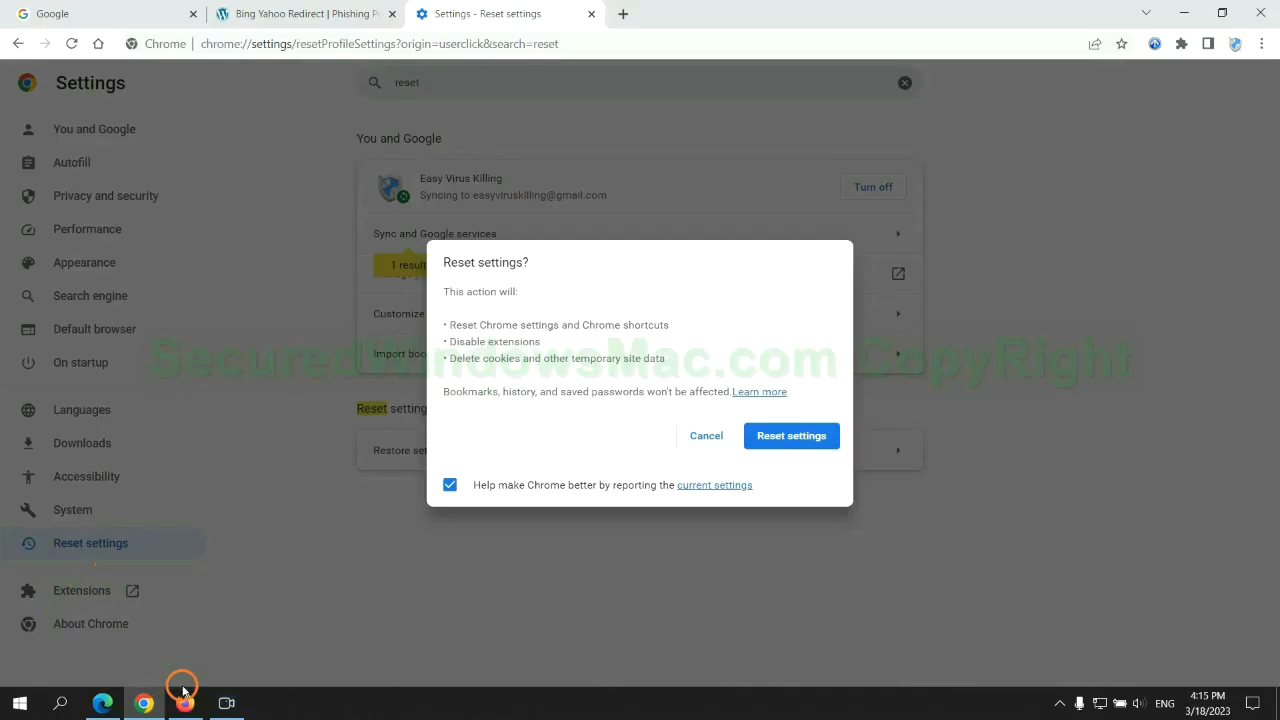 Google
Bing Yahoo Redirect | Phishing Po
Settings - Reset settings
Chrome
chrome://settings/resetProfileSettings?origin=userclick&search=reset
Settings
reset
You and Google
Autofill
Privacy and security
Performance
Appearance
Search engine
Default browser
On startup
Languages
Downloads
Accessibility
System
Reset settings
Extensions
About Chrome
You and Google
Easy Virus Killing
Syncing to easyviruskilling@gmail.com
Turn off
Sync and Google services
1 result
Customize
Import boo
Reset setting
Restore set
Reset settings?
This action will:
• Reset Chrome settings and Chrome shortcuts
• Disable extensions
• Delete cookies and other temporary site data
Bookmarks, history, and saved passwords won't be affected. Learn more
Cancel
Reset settings
Help make Chrome better by reporting the current settings
SecuredWindowsMac.com CopyRight
ENG
4:15 PM
3/18/2023